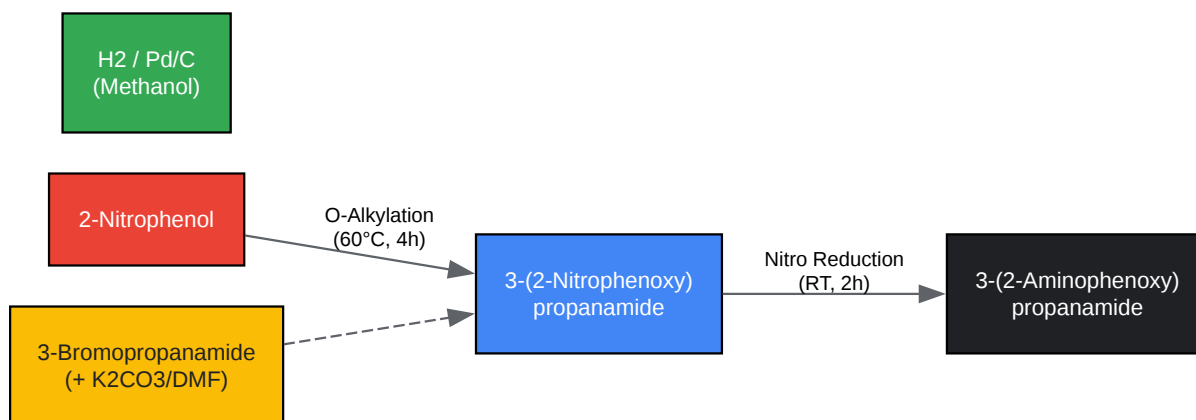 H2 / Pd/C
(Methanol)
2-Nitrophenol
O-Alkylation
(60°C, 4h)
3-Bromopropanamide
(+ K2CO3/DMF)
3-(2-Nitrophenoxy)
propanamide
Nitro Reduction
(RT, 2h)
3-(2-Aminophenoxy)
propanamide